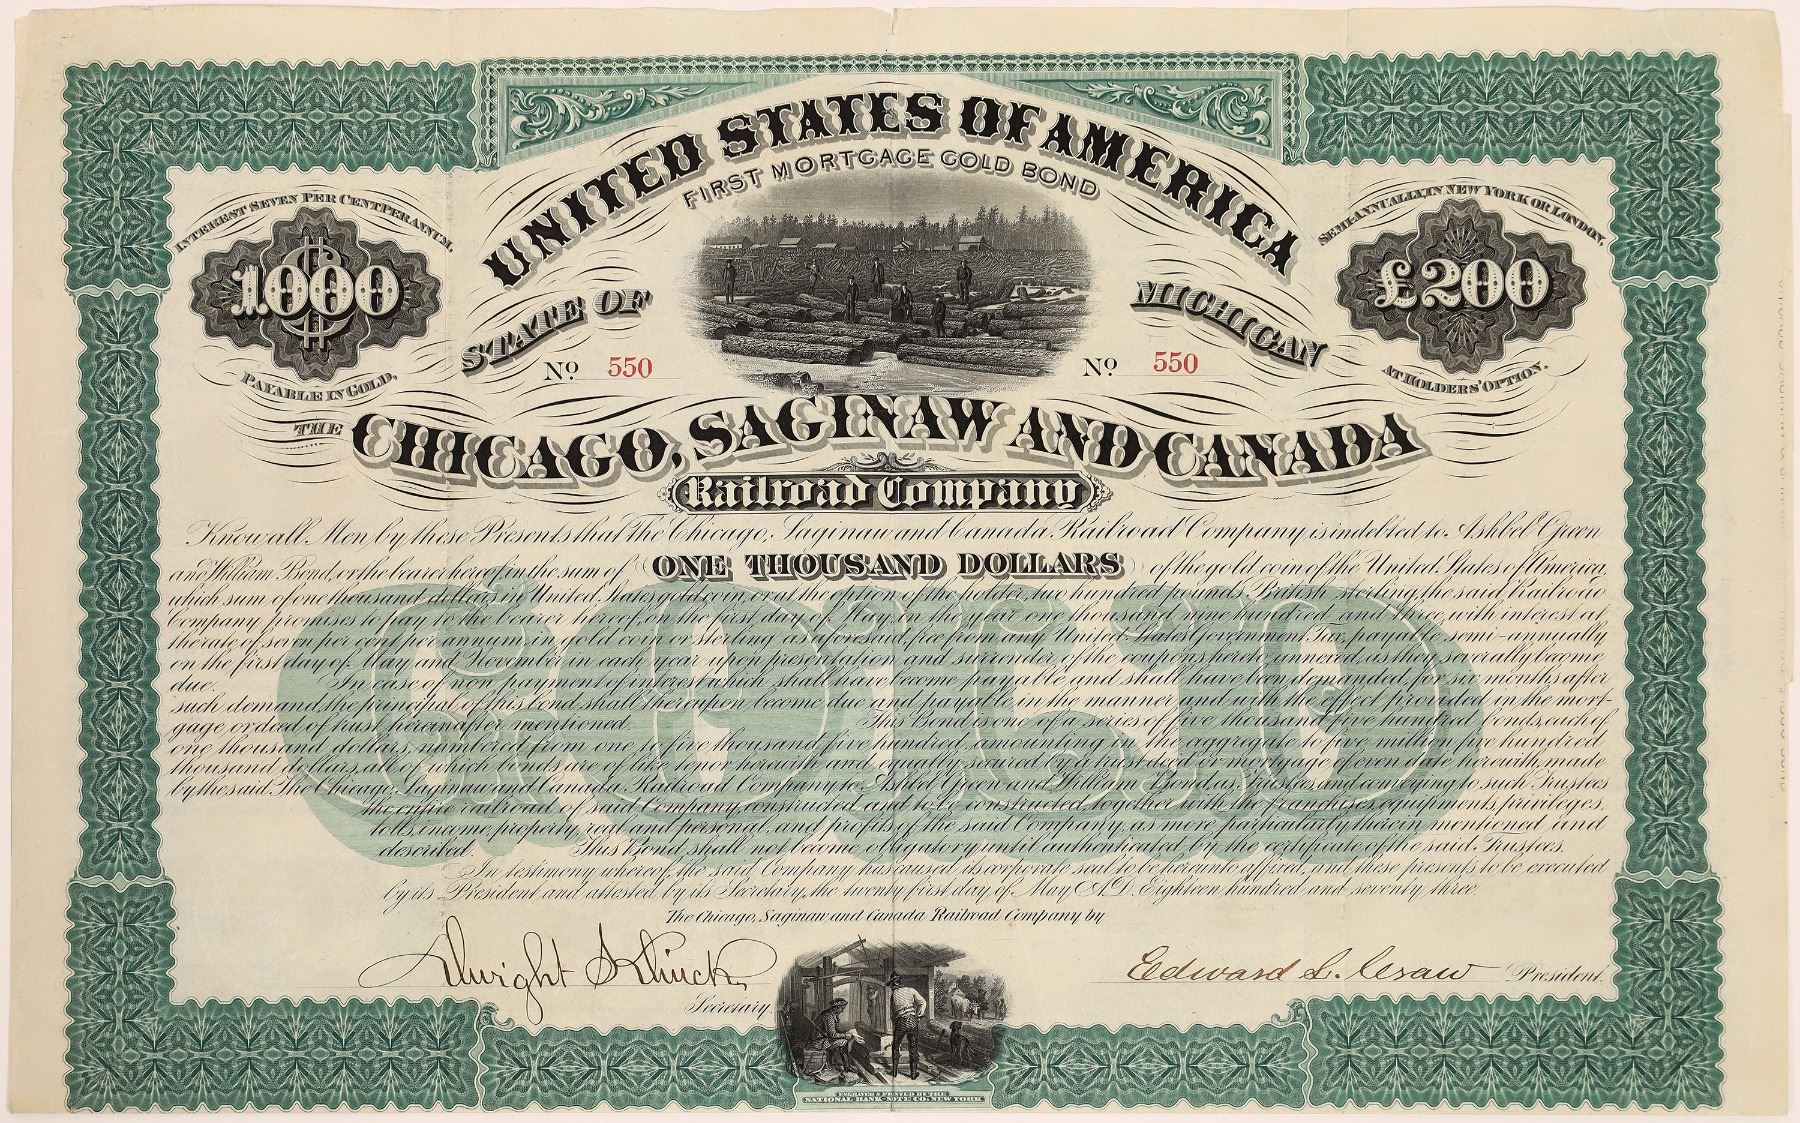 UNITED STATES OF AMERICA
FIRST MORTGAGE GOLD BOND
INTEREST SEVEN PER CENT PER ANNUM.
$1.000
PAYABLE IN GOLD.
SEMI-ANNUALLY, IN NEW YORK OR LONDON,
£200
AT HOLDERS' OPTION.
STATE OF MICHIGAN
No 550 No 550
THE CHICAGO, SAGINAW AND CANADA
Railroad Company
Know all Men by these Presents that The Chicago, Saginaw and Canada Railroad Company is indebted to Ashbel Green
and William Bond, or the bearer hereof, in the sum of ONE THOUSAND DOLLARS of the gold coin of the United States of America,
which sum of one thousand dollars in United States gold coin, or at the option of the holder, two hundred pounds British sterling, the said Railroad
Company promises to pay to the bearer hereof, on the first day of May, in the year one thousand nine hundred and three, with interest at
the rate of seven per cent per annum in gold coin or sterling as aforesaid, free from any United States Government Tax, payable semi-annually
on the first day of May and November in each year upon presentation and surrender of the coupons hereto annexed, as they severally become
due. In case of non payment of interest which shall have become payable and shall have been demanded, for six months after
such demand, the principal of this bond shall thereupon become due and payable in the manner and with the effect provided in the mort-
gage or deed of trust hereinafter mentioned. This Bond is one of a series of five thousand five hundred bonds, each of
one thousand dollars, numbered from one to five thousand five hundred, amounting in the aggregate to five million five hundred
thousand dollars, all of which bonds are of like tenor herewith and equally secured by a trust deed or mortgage of even date herewith, made
by the said The Chicago, Saginaw and Canada Railroad Company to Ashbel Green and William Bond, as Trustees, and conveying to such Trustees
the entire railroad of said Company, constructed and to be constructed together with the franchises, equipments, privileges,
tolls, income, property, real and personal, and profits of the said Company, as more particularly therein mentioned and
described. This Bond shall not become obligatory until authenticated by the certificate of the said Trustees.
In testimony whereof, the said Company has caused its corporate seal to be hereunto affixed, and these presents to be executed
by its President and attested by its Secretary, the twenty first day of May A.D. Eighteen hundred and seventy three.
GOLD
The Chicago, Saginaw and Canada Railroad Company by
Secretary.
Edward L. Craw President.
ENGRAVED & PRINTED BY THE
NATIONAL BANK-NOTE CO. NEW YORK